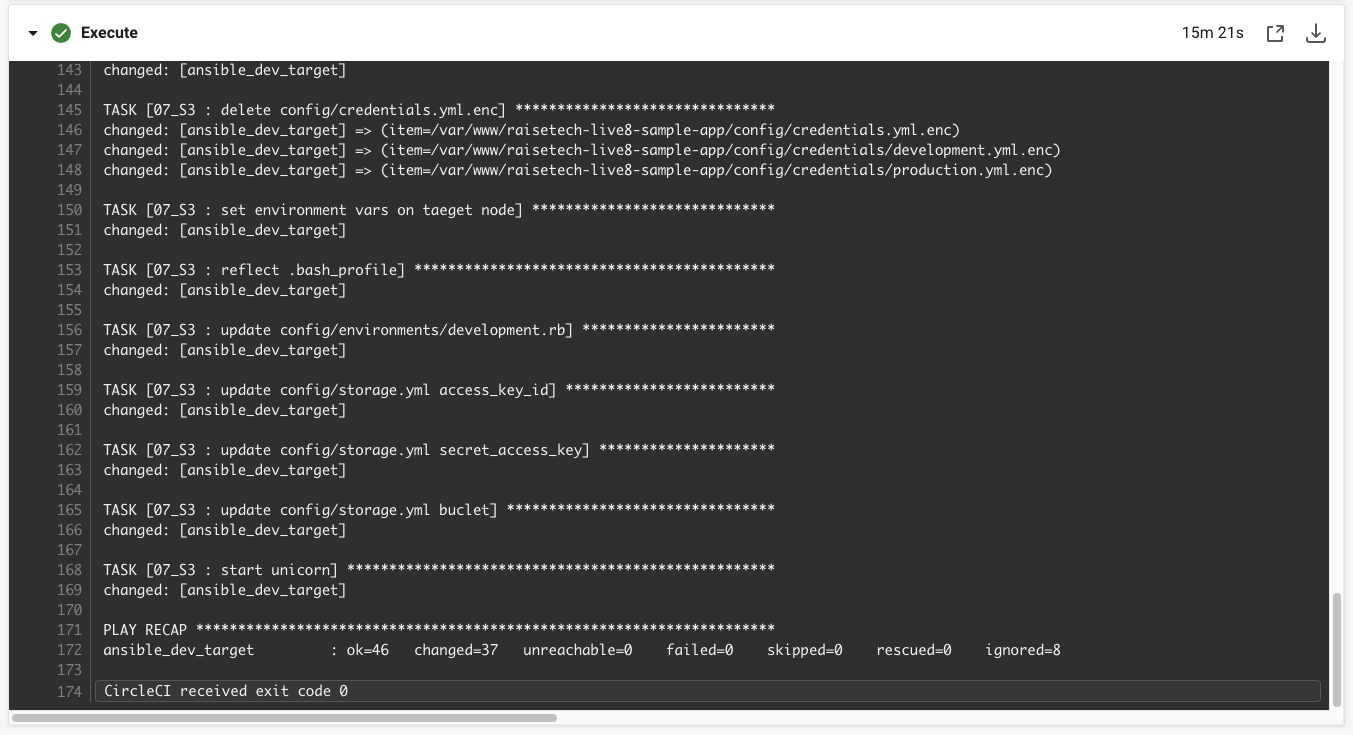 Execute 15m 21s
143 changed: [ansible_dev_target]
144
145 TASK [07_S3 : delete config/credentials.yml.enc] *******************************
146 changed: [ansible_dev_target] => (item=/var/www/raisetech-live8-sample-app/config/credentials.yml.enc)
147 changed: [ansible_dev_target] => (item=/var/www/raisetech-live8-sample-app/config/credentials/development.yml.enc)
148 changed: [ansible_dev_target] => (item=/var/www/raisetech-live8-sample-app/config/credentials/production.yml.enc)
149
150 TASK [07_S3 : set environment vars on taeget node] *****************************
151 changed: [ansible_dev_target]
152
153 TASK [07_S3 : reflect .bash_profile] *******************************************
154 changed: [ansible_dev_target]
155
156 TASK [07_S3 : update config/environments/development.rb] ***********************
157 changed: [ansible_dev_target]
158
159 TASK [07_S3 : update config/storage.yml access_key_id] *************************
160 changed: [ansible_dev_target]
161
162 TASK [07_S3 : update config/storage.yml secret_access_key] *********************
163 changed: [ansible_dev_target]
164
165 TASK [07_S3 : update config/storage.yml buclet] ********************************
166 changed: [ansible_dev_target]
167
168 TASK [07_S3 : start unicorn] ***************************************************
169 changed: [ansible_dev_target]
170
171 PLAY RECAP *********************************************************************
172 ansible_dev_target         : ok=46   changed=37   unreachable=0    failed=0    skipped=0    rescued=0    ignored=8
173
174 CircleCI received exit code 0